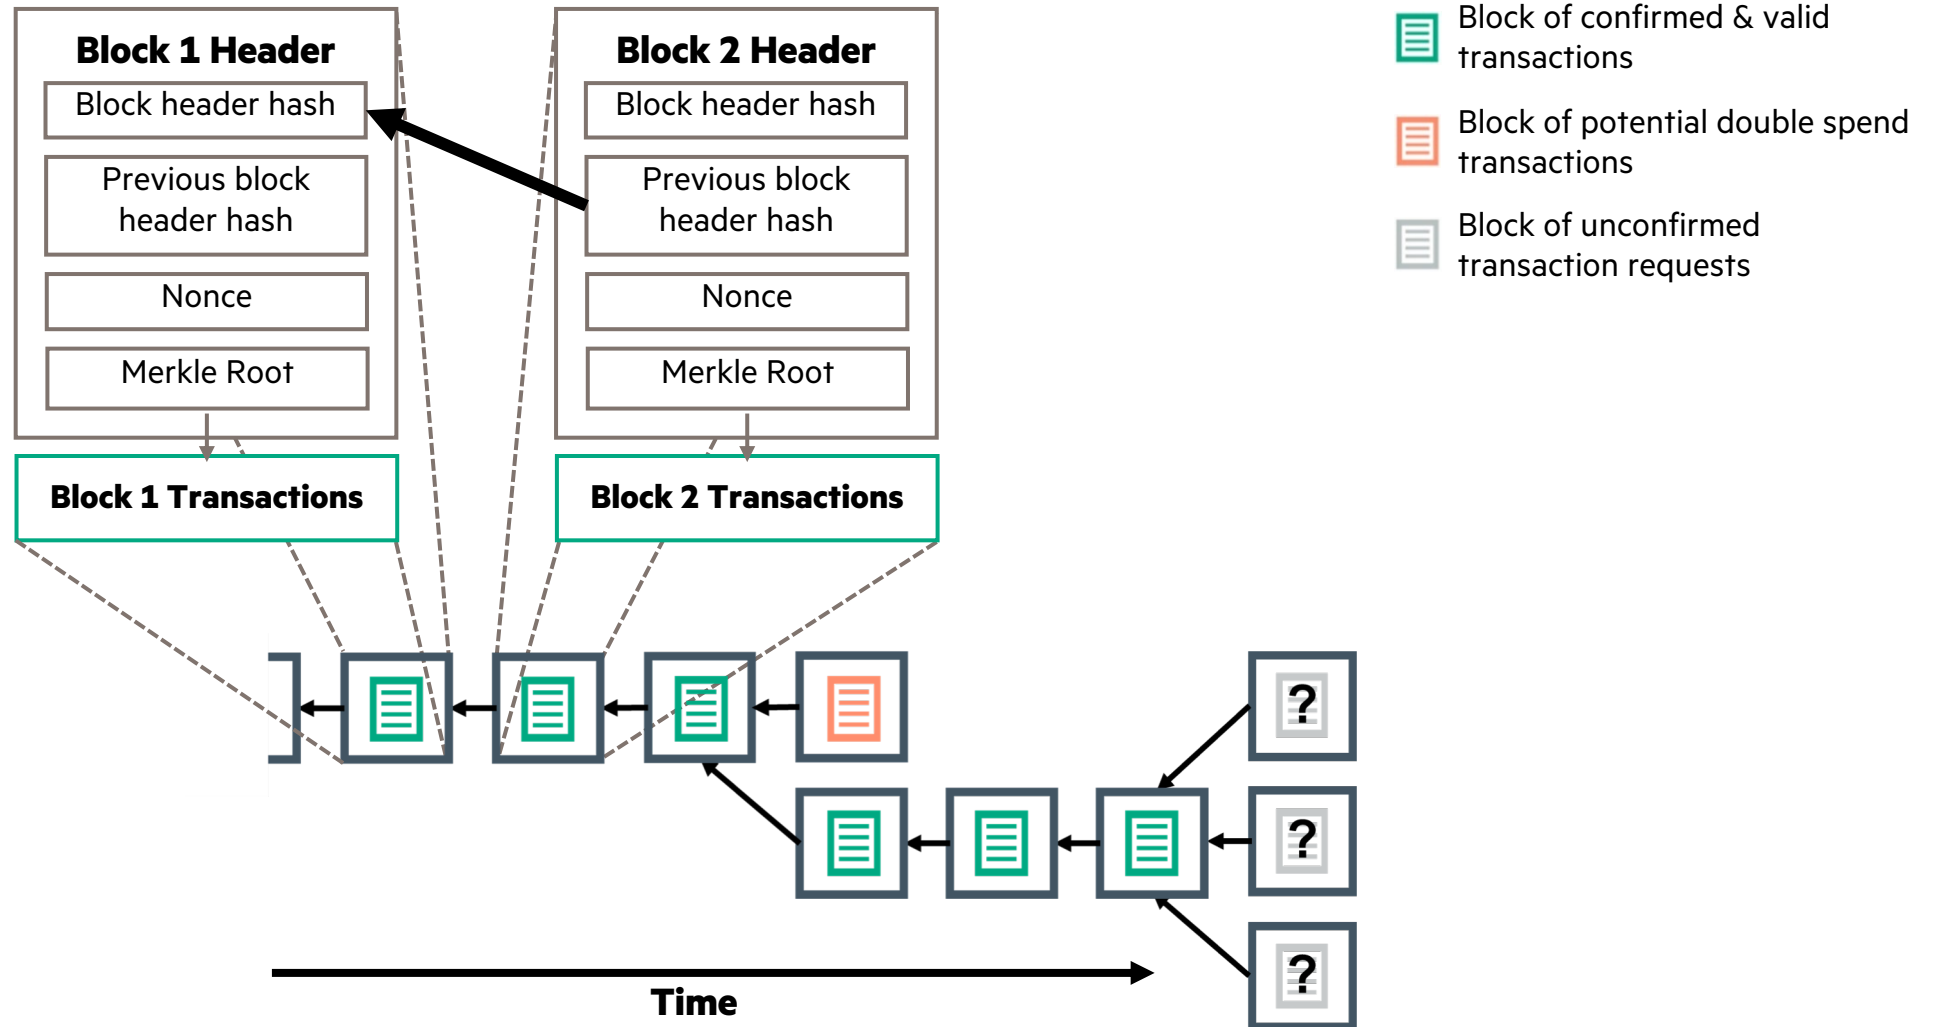 Block 1 Header
Block header hash
Previous block
header hash
Nonce
Merkle Root
Block 1 Transactions
Block 2 Header
Block header hash
Previous block
header hash
Nonce
Merkle Root
Block 2 Transactions
Block of confirmed & valid
transactions
Block of potential double spend
transactions
Block of unconfirmed
transaction requests
?
?
?
Time